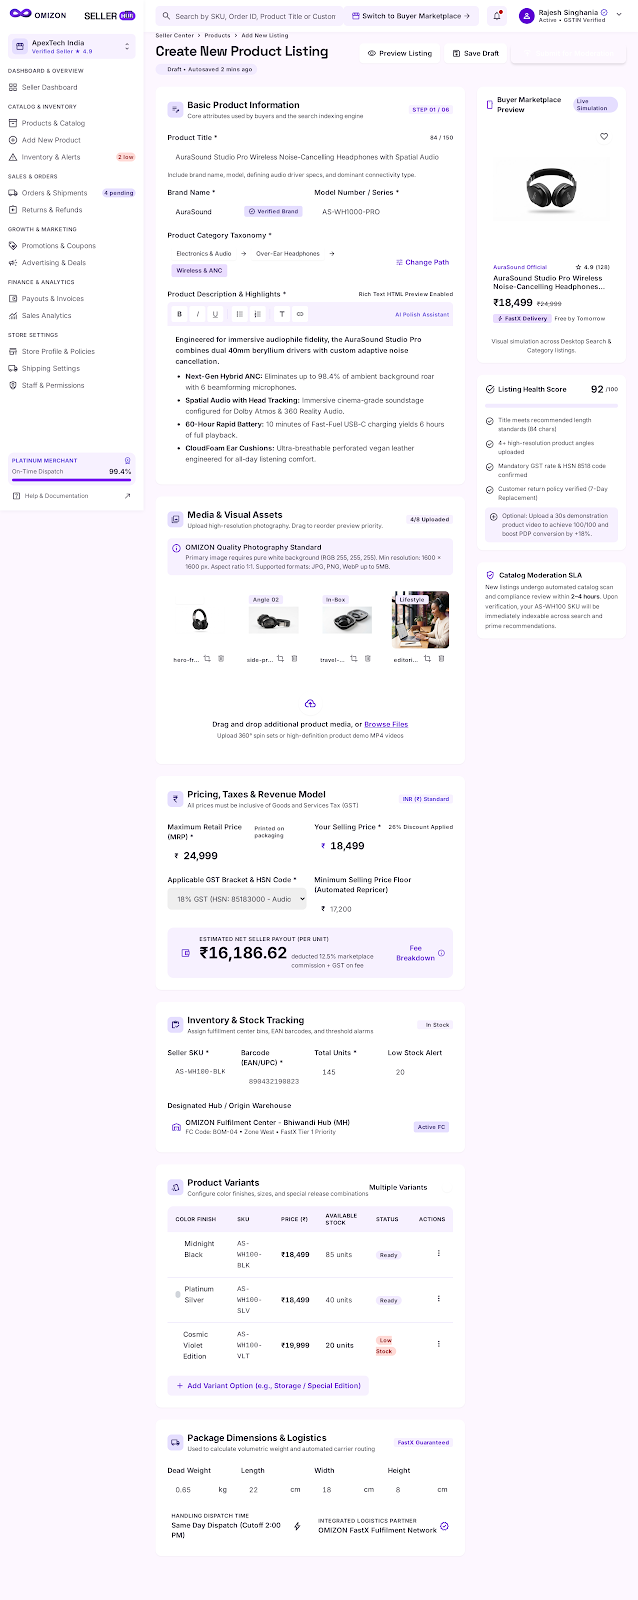 OMIZON
SELLER HUB
ApexTech India
Verified Seller ★ 4.9
DASHBOARD & OVERVIEW
Seller Dashboard
CATALOG & INVENTORY
Products & Catalog
Add New Product
Inventory & Alerts
2 low
SALES & ORDERS
Orders & Shipments
4 pending
Returns & Refunds
GROWTH & MARKETING
Promotions & Coupons
Advertising & Deals
FINANCE & ANALYTICS
Payouts & Invoices
Sales Analytics
STORE SETTINGS
Store Profile & Policies
Shipping Settings
Staff & Permissions
PLATINUM MERCHANT
On-Time Dispatch
99.4%
Help & Documentation
Search by SKU, Order ID, Product Title or Custom
Switch to Buyer Marketplace →
Rajesh Singhania
Active • GSTIN Verified
Seller Center > Products > Add New Listing
Create New Product Listing
Draft • Autosaved 2 mins ago
Preview Listing
Save Draft
Basic Product Information
Core attributes used by buyers and the search indexing engine
STEP 01 / 06
Product Title *
84 / 150
AuraSound Studio Pro Wireless Noise-Cancelling Headphones with Spatial Audio
Include brand name, model, defining audio driver specs, and dominant connectivity type.
Brand Name *
Model Number / Series *
AuraSound
Verified Brand
AS-WH1000-PRO
Product Category Taxonomy *
Electronics & Audio → Over-Ear Headphones →
Wireless & ANC
Change Path
Product Description & Highlights *
Rich Text HTML Preview Enabled
B I U T
AI Polish Assistant
Engineered for immersive audiophile fidelity, the AuraSound Studio Pro
combines dual 40mm beryllium drivers with custom adaptive noise
cancellation.
• Next-Gen Hybrid ANC: Eliminates up to 98.4% of ambient background roar
with 6 beamforming microphones.
• Spatial Audio with Head Tracking: Immersive cinema-grade soundstage
configured for Dolby Atmos & 360 Reality Audio.
• 60-Hour Rapid Battery: 10 minutes of Fast-Fuel USB-C charging yields 6 hours
of full playback.
• CloudFoam Ear Cushions: Ultra-breathable perforated vegan leather
engineered for all-day listening comfort.
Media & Visual Assets
Upload high-resolution photography. Drag to reorder preview priority.
4/8 Uploaded
OMIZON Quality Photography Standard
Primary image requires pure white background (RGB 255, 255, 255). Min resolution: 1600 ×
1600 px. Aspect ratio 1:1. Supported formats: JPG, PNG, WebP up to 5MB.
Angle 02
In-Box
Lifestyle
hero-fr...
side-pr...
travel-...
editori...
Drag and drop additional product media, or Browse Files
Upload 360° spin sets or high-definition product demo MP4 videos
Pricing, Taxes & Revenue Model
All prices must be inclusive of Goods and Services Tax (GST)
INR (₹) Standard
Maximum Retail Price
(MRP) *
Printed on
packaging
Your Selling Price *
26% Discount Applied
₹ 24,999
₹ 18,499
Applicable GST Bracket & HSN Code *
18% GST (HSN: 85183000 - Audio
Minimum Selling Price Floor
(Automated Repricer)
₹ 17,200
ESTIMATED NET SELLER PAYOUT (PER UNIT)
₹16,186.62
deducted 12.5% marketplace
commission + GST on fee
Fee
Breakdown
Inventory & Stock Tracking
Assign fulfillment center bins, EAN barcodes, and threshold alarms
In Stock
Seller SKU *
Barcode
(EAN/UPC) *
Total Units *
Low Stock Alert
AS-WH100-BLK
890432190823
145
20
Designated Hub / Origin Warehouse
OMIZON Fulfilment Center - Bhiwandi Hub (MH)
FC Code: BOM-04 • Zone West • FastX Tier 1 Priority
Active FC
Product Variants
Configure color finishes, sizes, and special release combinations
Multiple Variants
COLOR FINISH SKU PRICE (₹) AVAILABLE STOCK STATUS ACTIONS
Midnight Black
AS-WH100-BLK
₹18,499
85 units
Ready
Platinum Silver
AS-WH100-SLV
₹18,499
40 units
Ready
Cosmic Violet Edition
AS-WH100-VLT
₹19,999
20 units
Low Stock
+ Add Variant Option (e.g., Storage / Special Edition)
Package Dimensions & Logistics
Used to calculate volumetric weight and automated carrier routing
FastX Guaranteed
Dead Weight
Length
Width
Height
0.65 kg
22 cm
18 cm
8 cm
HANDLING DISPATCH TIME
Same Day Dispatch (Cutoff 2:00
PM)
INTEGRATED LOGISTICS PARTNER
OMIZON FastX Fulfilment Network
Buyer Marketplace
Preview
Live
Simulation
AuraSound Official
★ 4.9 (128)
AuraSound Studio Pro Wireless
Noise-Cancelling Headphones...
₹18,499 ₹24,999
FastX Delivery
Free by Tomorrow
Visual simulation across Desktop Search &
Category listings.
Listing Health Score
92 /100
Title meets recommended length
standards (84 chars)
4+ high-resolution product angles
uploaded
Mandatory GST rate & HSN 8518 code
confirmed
Customer return policy verified (7-Day
Replacement)
Optional: Upload a 30s demonstration
product video to achieve 100/100 and
boost PDP conversion by +18%.
Catalog Moderation SLA
New listings undergo automated catalog scan
and compliance review within 2–4 hours. Upon
verification, your AS-WH100 SKU will be
immediately indexable across search and
prime recommendations.